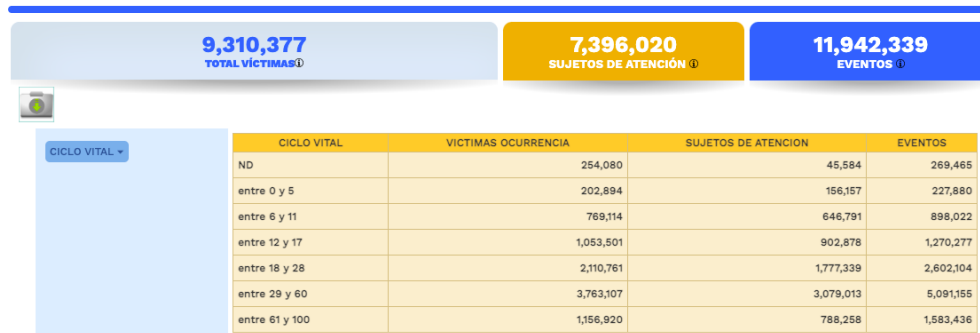 9,310,377
TOTAL VÍCTIMAS
7,396,020
SUJETOS DE ATENCIÓN
11,942,339
EVENTOS
CICLO VITAL
CICLO VITAL VICTIMAS OCURRENCIA SUJETOS DE ATENCION EVENTOS
ND 254,080 45,584 269,465
entre 0 y 5 202,894 156,157 227,880
entre 6 y 11 769,114 646,791 898,022
entre 12 y 17 1,053,501 902,878 1,270,277
entre 18 y 28 2,110,761 1,777,339 2,602,104
entre 29 y 60 3,763,107 3,079,013 5,091,155
entre 61 y 100 1,156,920 788,258 1,583,436